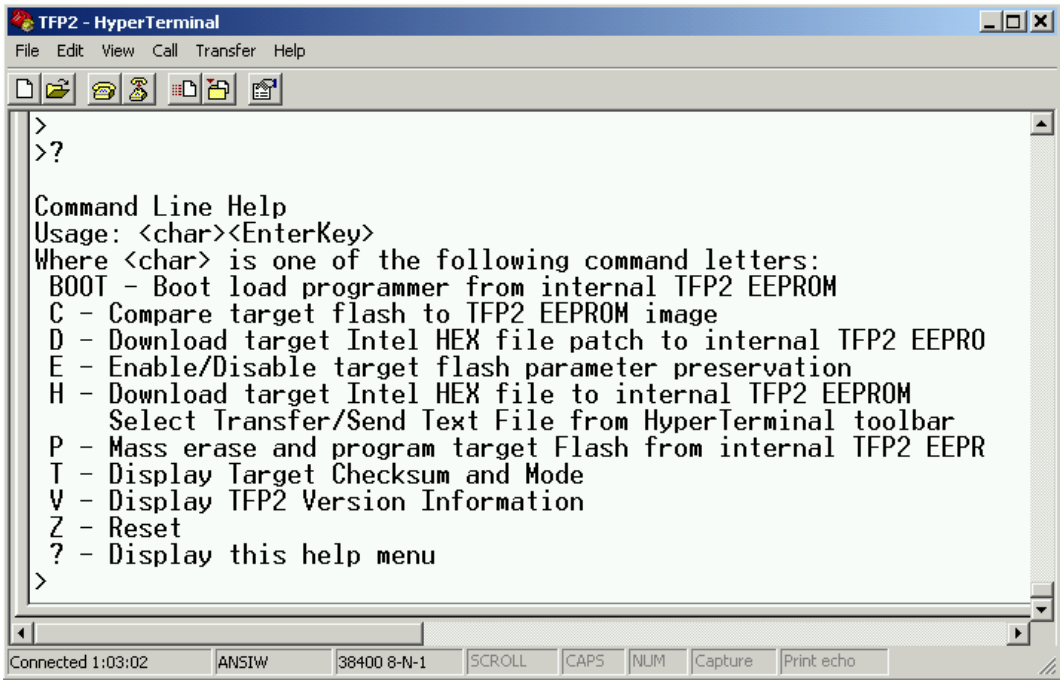 TFP2 - HyperTerminal
File Edit View Call Transfer Help
>
>?
Command Line Help
Usage: <char><EnterKey>
Where <char> is one of the following command letters:
BOOT - Boot load programmer from internal TFP2 EEPROM
C - Compare target flash to TFP2 EEPROM image
D - Download target Intel HEX file patch to internal TFP2 EEPRO
E - Enable/Disable target flash parameter preservation
H - Download target Intel HEX file to internal TFP2 EEPROM
Select Transfer/Send Text File from HyperTerminal toolbar
P - Mass erase and program target Flash from internal TFP2 EEPR
T - Display Target Checksum and Mode
V - Display TFP2 Version Information
Z - Reset
? - Display this help menu
>
Connected 1:03:02 ANSIW 38400 8-N-1 SCROLL CAPS NUM Capture Print echo